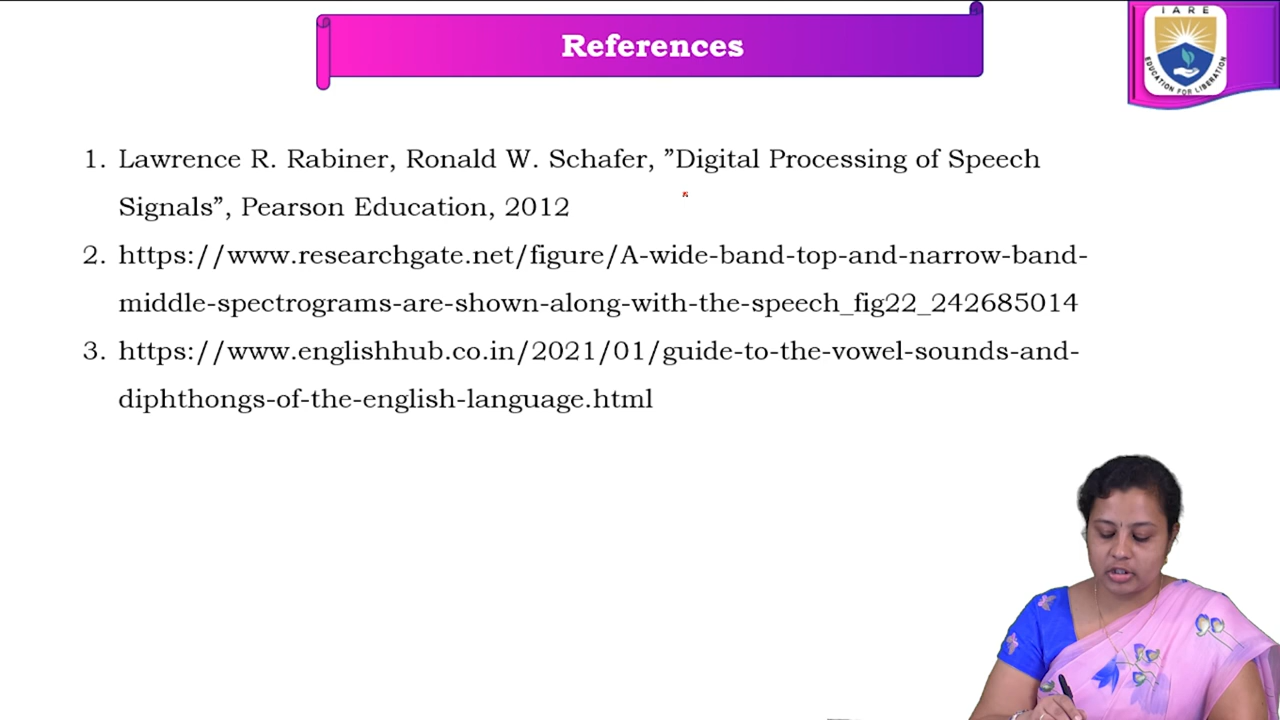 References
IARE
EDUCATION FOR LIBERATION
1. Lawrence R. Rabiner, Ronald W. Schafer, ”Digital Processing of Speech
Signals”, Pearson Education, 2012
2. https://www.researchgate.net/figure/A-wide-band-top-and-narrow-band-
middle-spectrograms-are-shown-along-with-the-speech_fig22_242685014
3. https://www.englishhub.co.in/2021/01/guide-to-the-vowel-sounds-and-
diphthongs-of-the-english-language.html